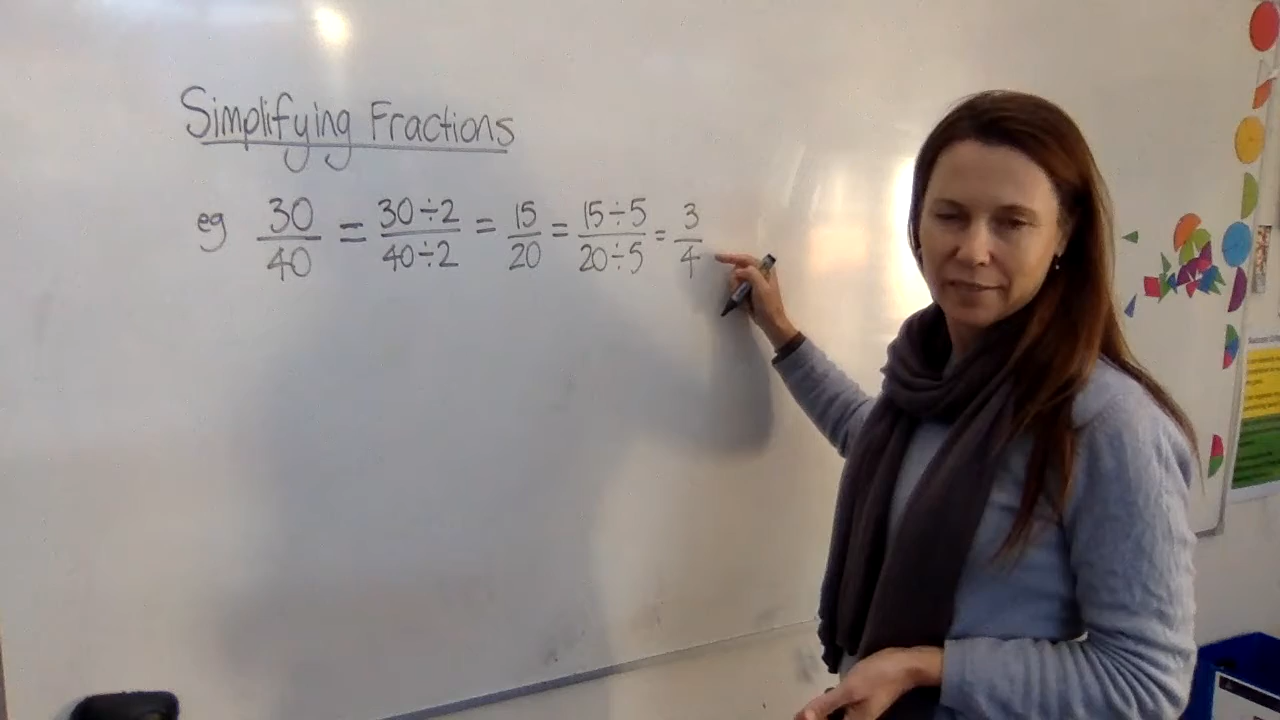 Simplifying Fractions
eg 30/40 = 30÷2/40÷2 = 15/20 = 15÷5/20÷5 = 3/4